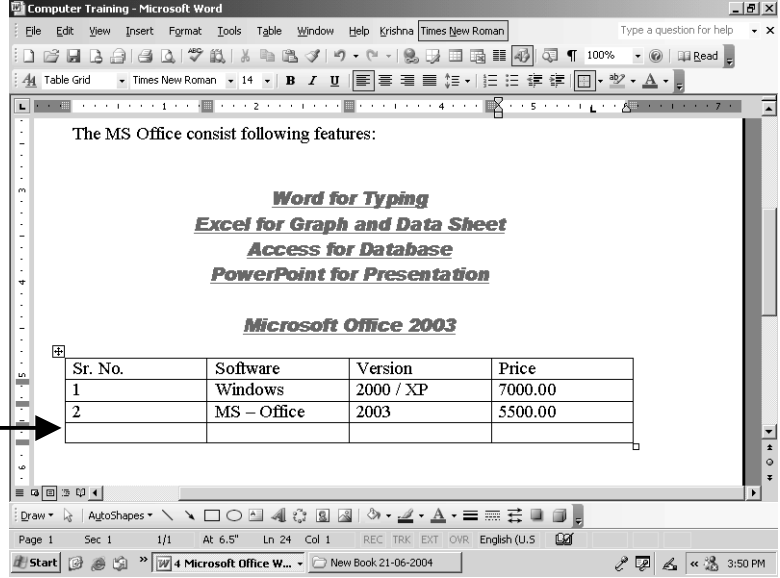 Computer Training - Microsoft Word
File Edit View Insert Format Tools Table Window Help Krishna Times New Roman Type a question for help
100% Read
Table Grid Times New Roman 14 B I U
1 2 4 5 7
The MS Office consist following features:
Word for Typing
Excel for Graph and Data Sheet
Access for Database
PowerPoint for Presentation
Microsoft Office 2003
Sr. No. Software Version Price
1 Windows 2000 / XP 7000.00
2 MS – Office 2003 5500.00
Draw AutoShapes
Page 1 Sec 1 1/1 At 6.5" Ln 24 Col 1 REC TRK EXT OVR English (U.S
Start » 4 Microsoft Office W... New Book 21-06-2004 « 3:50 PM